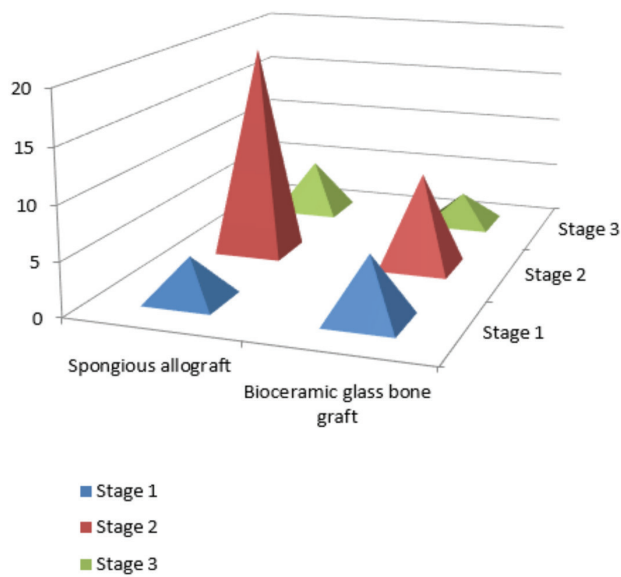 20
15
10
5
0
Stage 3
Stage 2
Stage 1
Spongious allograft
Bioceramic glass bone
graft
Stage 1
Stage 2
Stage 3